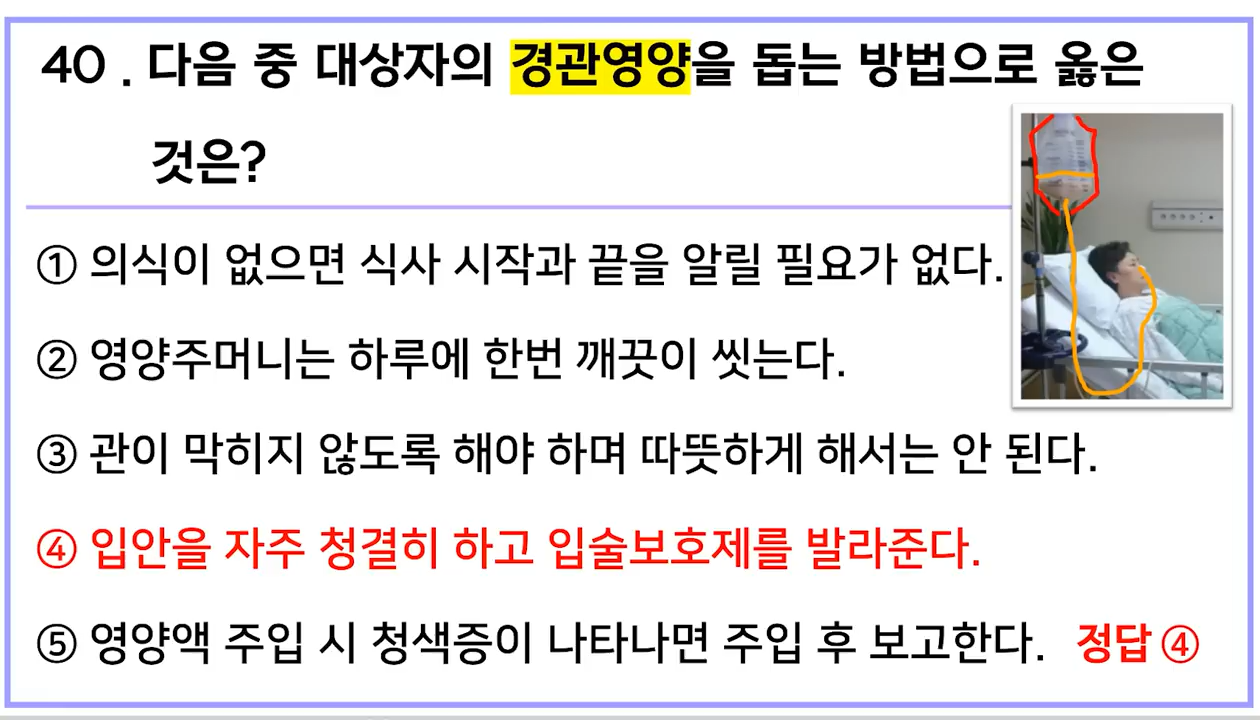 40 . 다음 중 대상자의 경관영양을 돕는 방법으로 옳은
것은?
① 의식이 없으면 식사 시작과 끝을 알릴 필요가 없다.
② 영양주머니는 하루에 한번 깨끗이 씻는다.
③ 관이 막히지 않도록 해야 하며 따뜻하게 해서는 안 된다.
④ 입안을 자주 청결히 하고 입술보호제를 발라준다.
⑤ 영양액 주입 시 청색증이 나타나면 주입 후 보고한다. 정답 ④